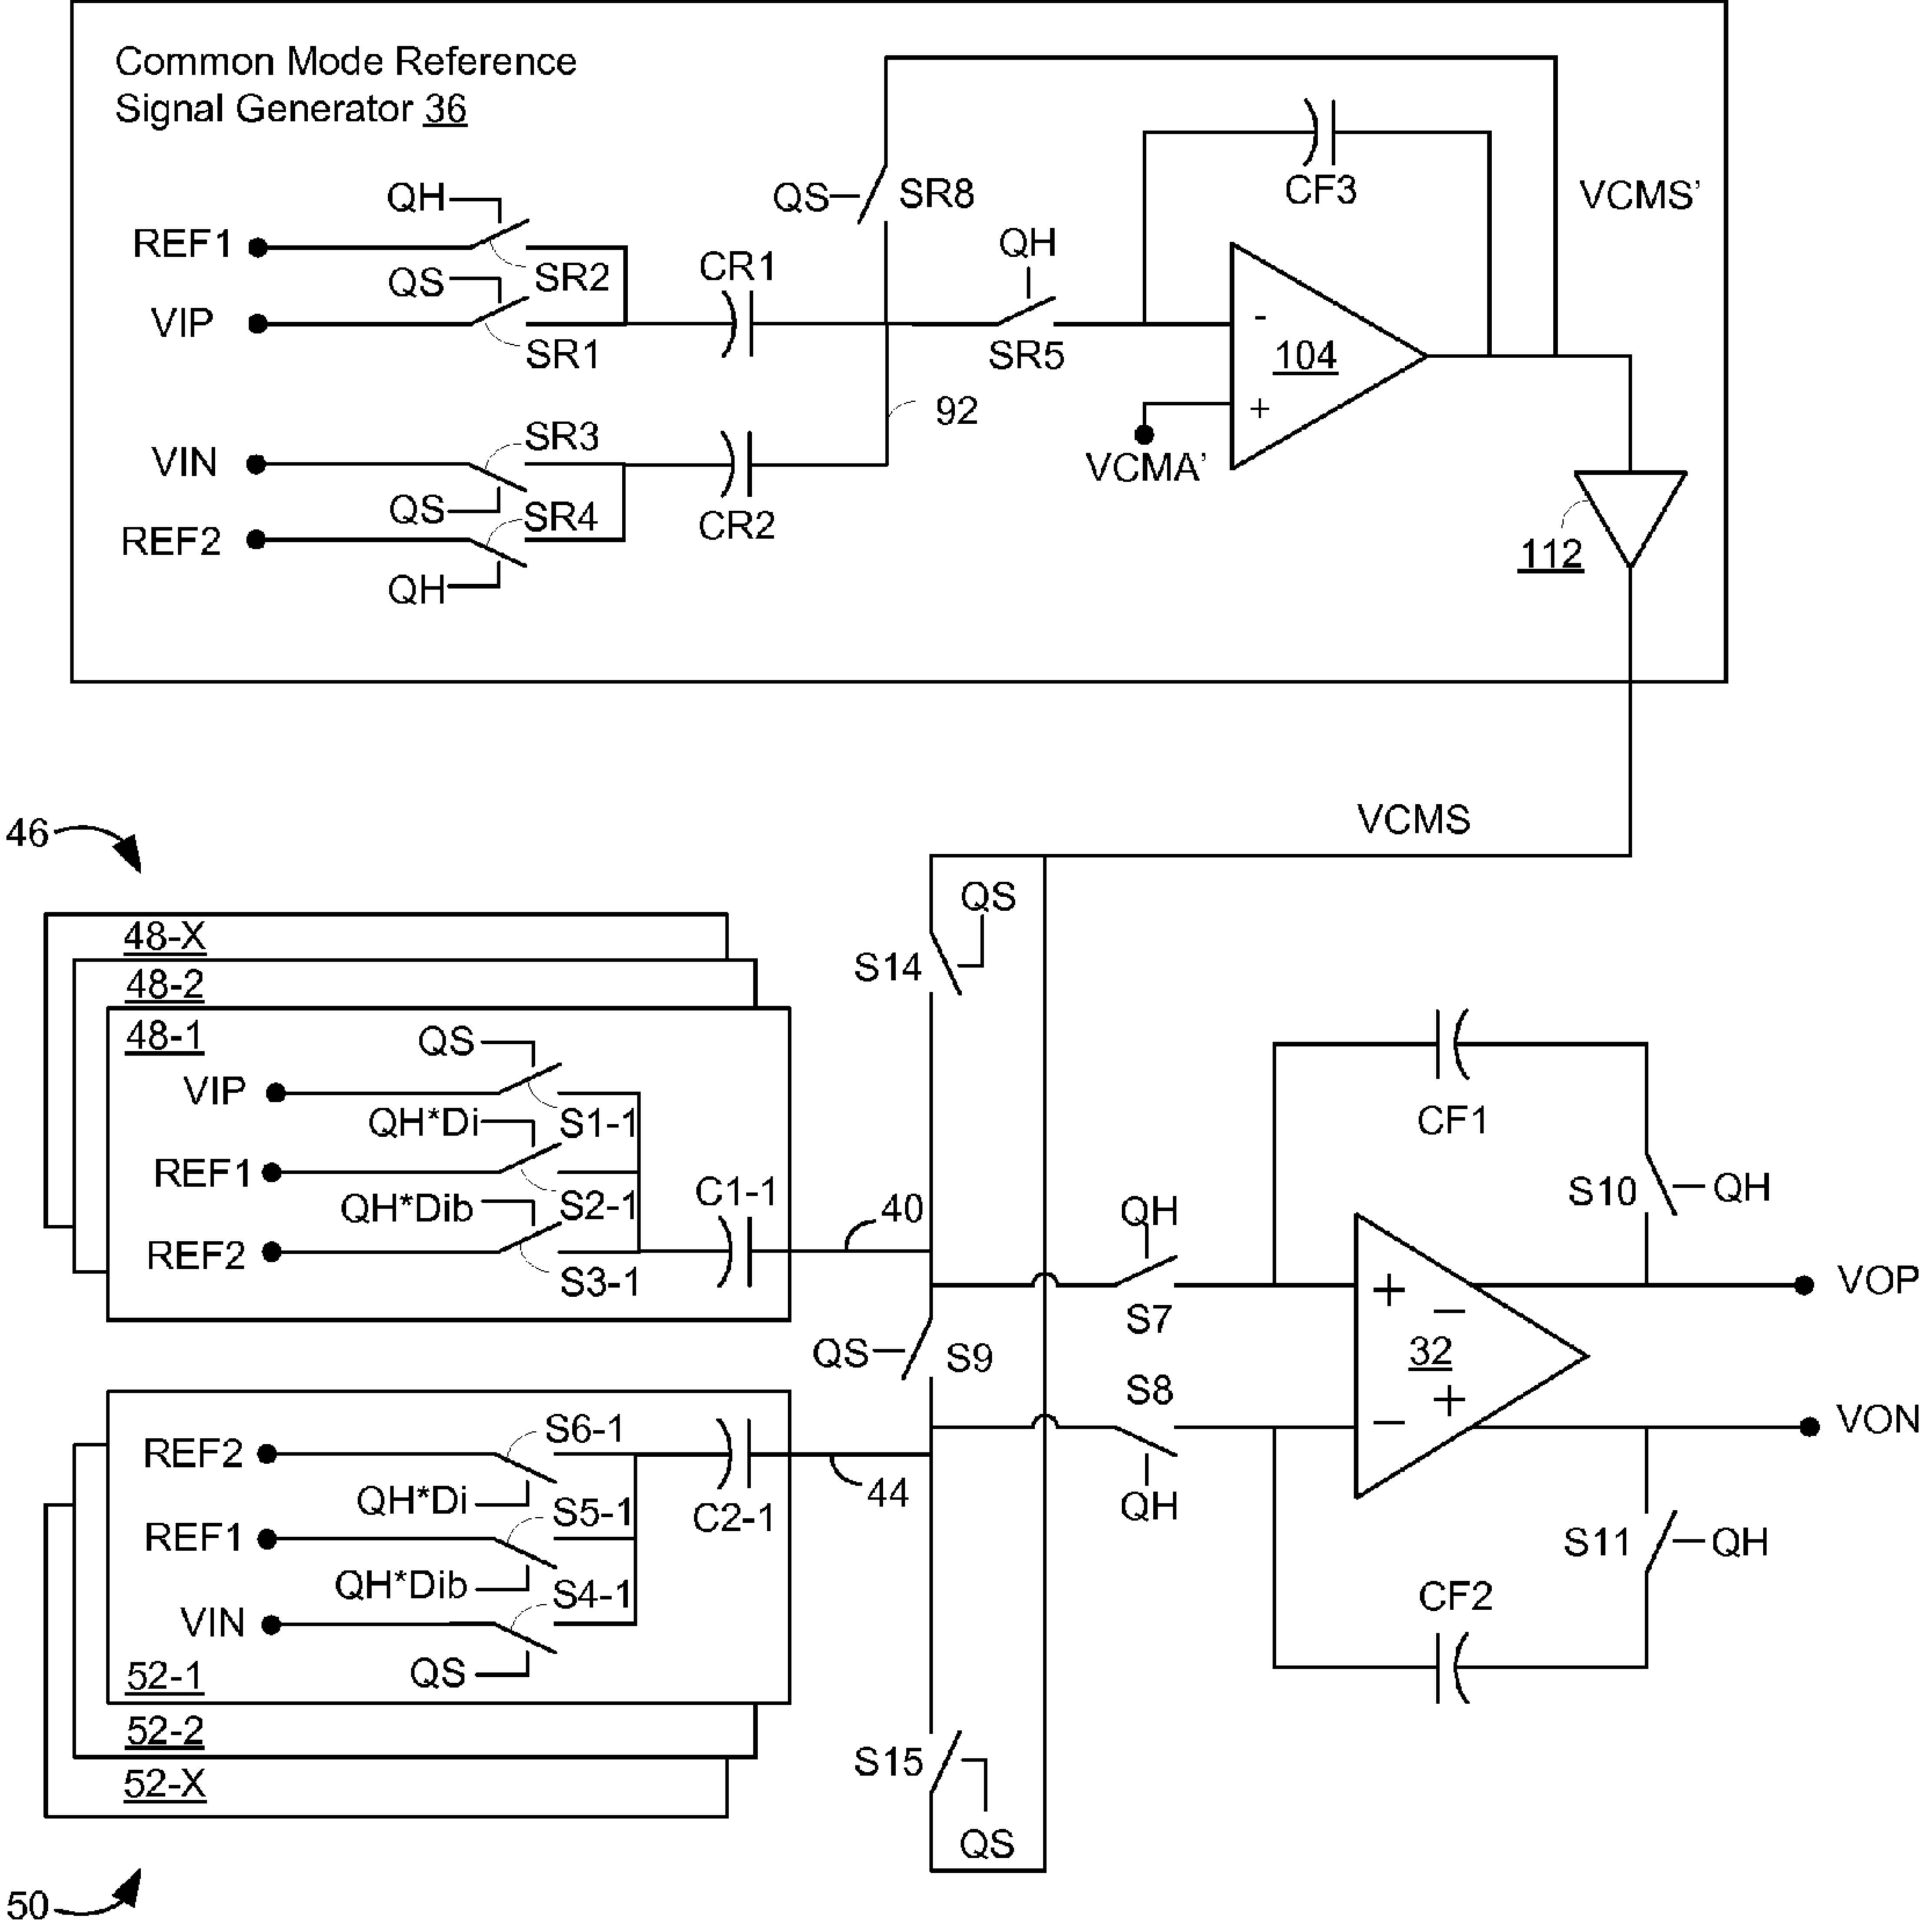 Common Mode Reference
Signal Generator 36
QH
REF1
SR2
QS
VIP
SR1
CR1
QS
SR8
QH
SR5
CF3
VCMS'
-
104
+
VCMA'
92
VIN
SR3
QS
SR4
REF2
QH
CR2
112
VCMS
46
48-X
48-2
48-1
QS
VIP
S1-1
QH*Di
REF1
S2-1
QH*Dib
REF2
S3-1
C1-1
40
QS
S14
QS
S9
QH
S7
S8
QH
CF1
S10
QH
+
−
32
+
−
VOP
VON
S11
QH
CF2
REF2
S6-1
QH*Di
S5-1
REF1
QH*Dib
S4-1
VIN
QS
C2-1
44
52-1
52-2
52-X
S15
QS
50